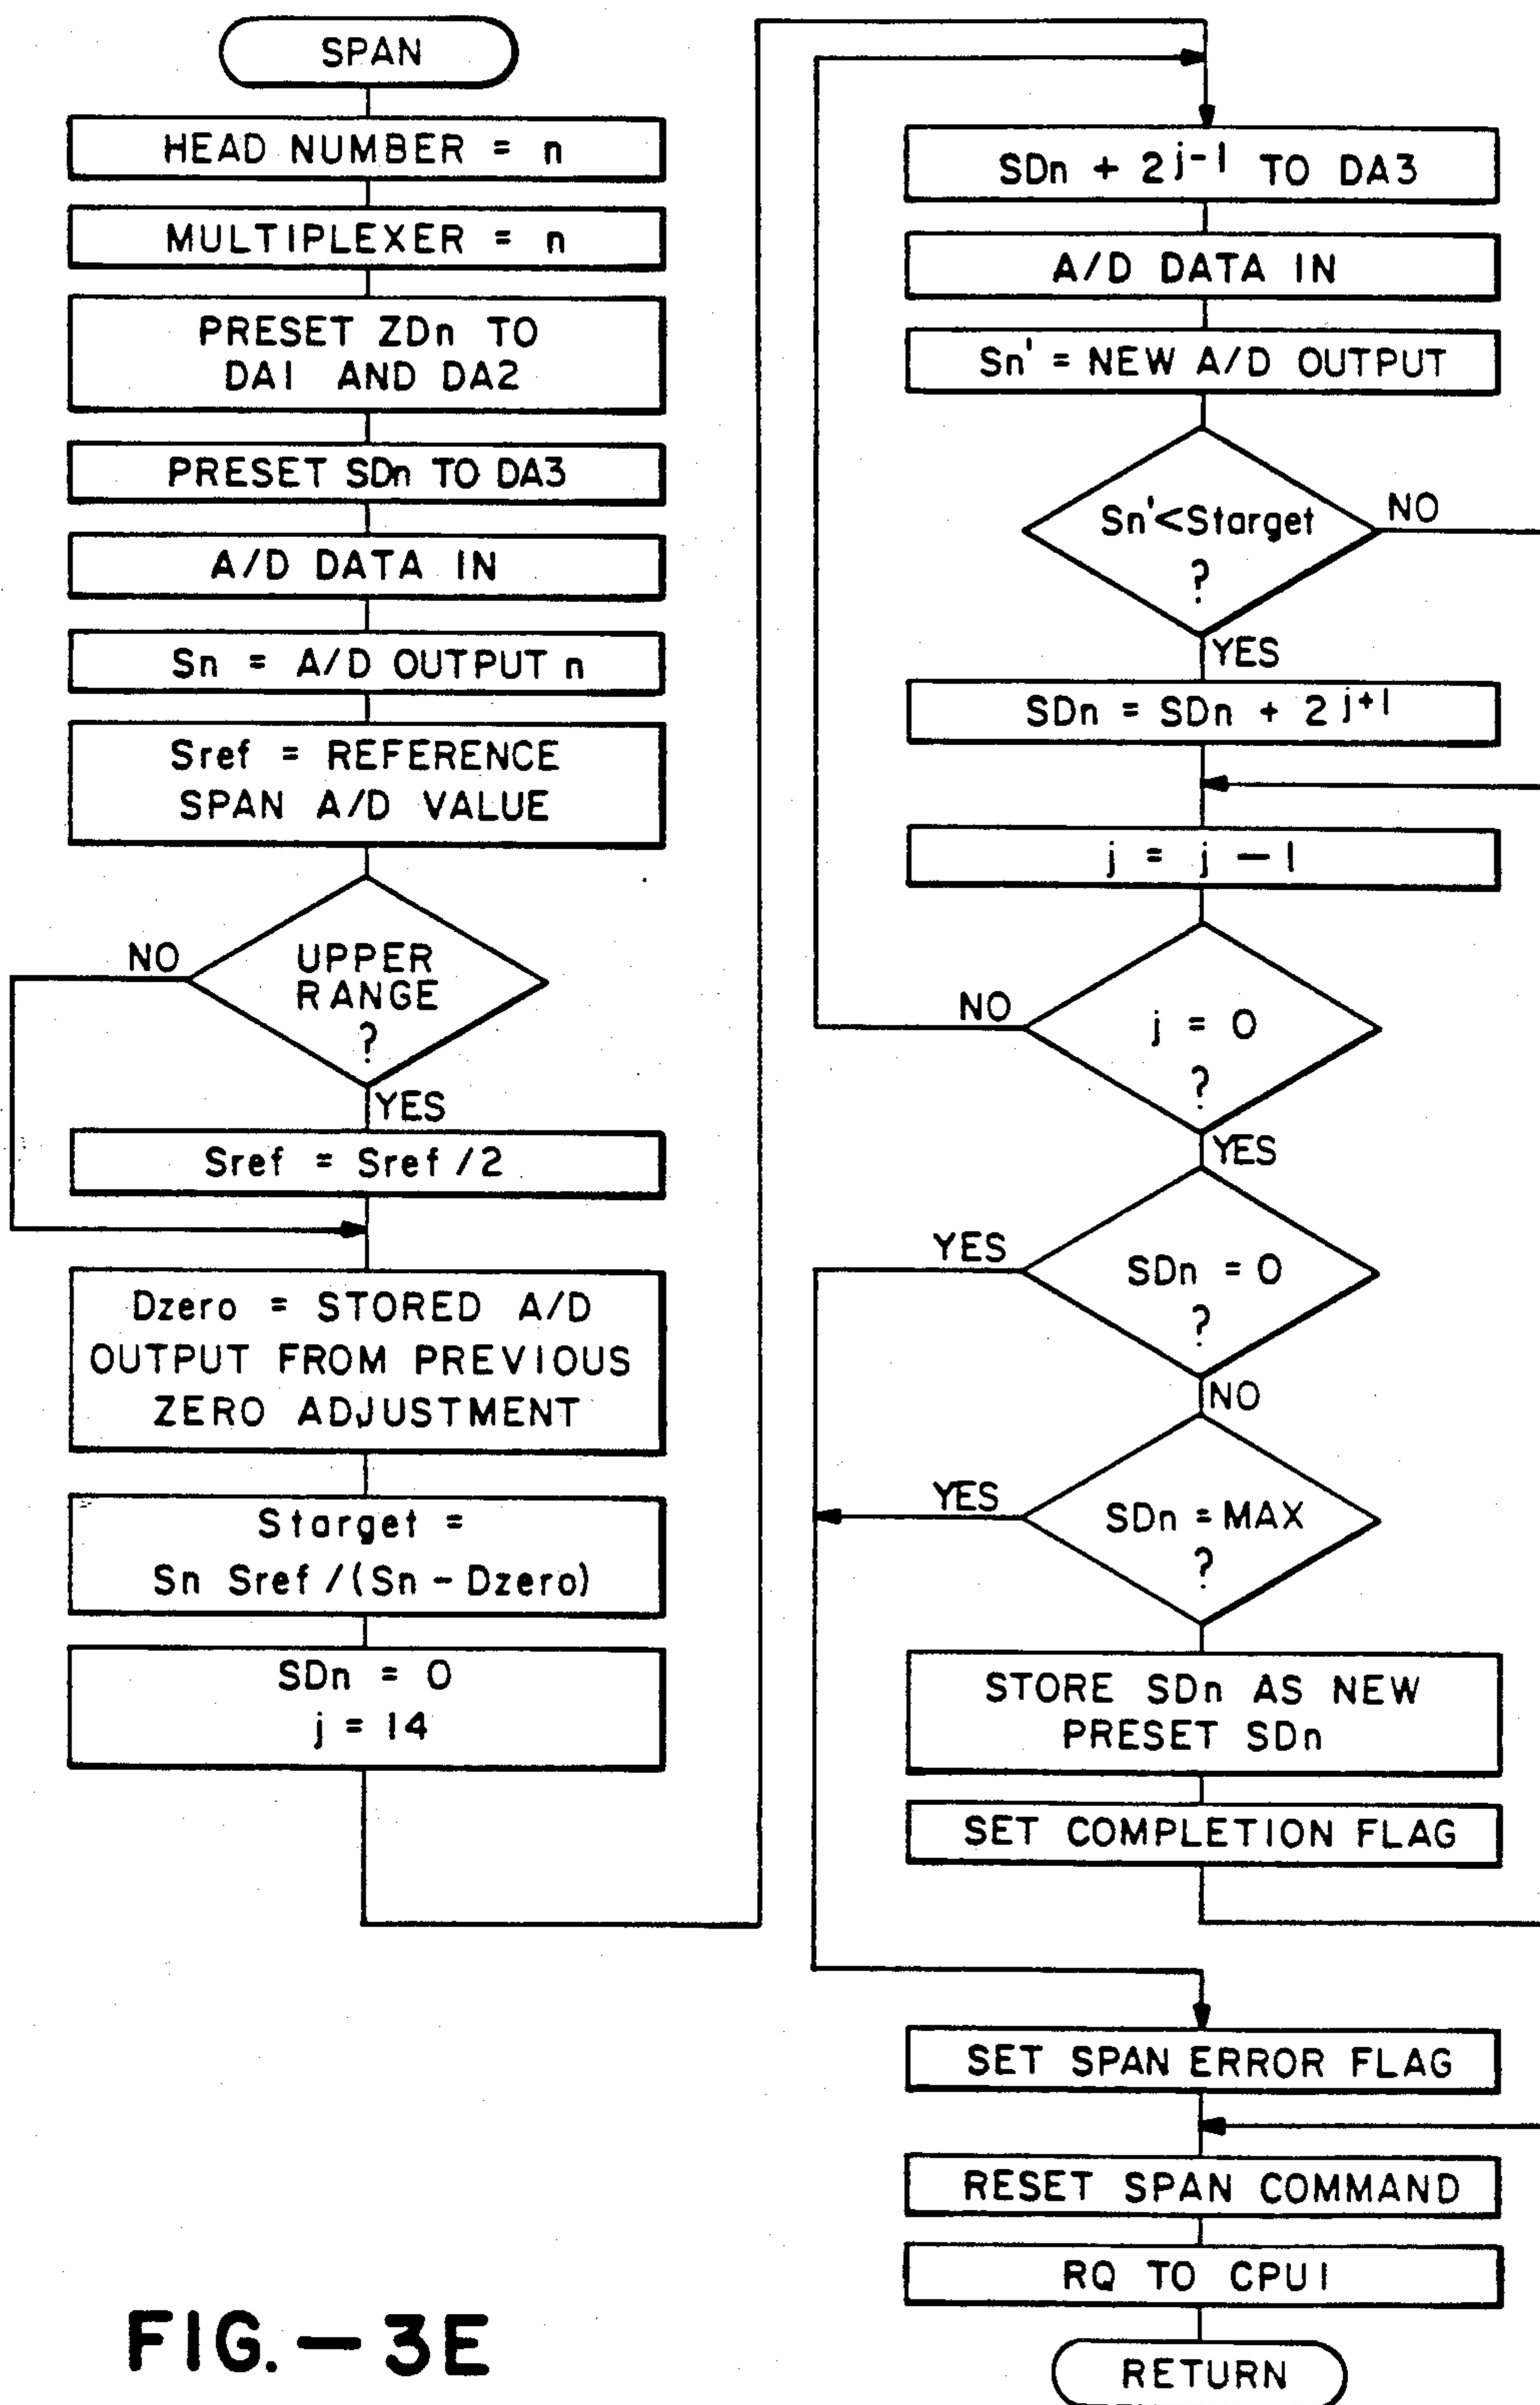 SPAN
HEAD NUMBER = n
MULTIPLEXER = n
PRESET ZDn TO
DA1 AND DA2
PRESET SDn TO DA3
A/D DATA IN
Sn = A/D OUTPUT n
Sref = REFERENCE
SPAN A/D VALUE
NO
UPPER
RANGE
?
YES
Sref = Sref/2
Dzero = STORED A/D
OUTPUT FROM PREVIOUS
ZERO ADJUSTMENT
Starget =
Sn Sref/(Sn - Dzero)
SDn = 0
j = 14
SDn + 2^j-1 TO DA3
A/D DATA IN
Sn' = NEW A/D OUTPUT
Sn'<Starget
?
NO
YES
SDn = SDn + 2^j+1
j = j - 1
NO
j = 0
?
YES
YES
SDn = 0
?
NO
YES
SDn = MAX
?
STORE SDn AS NEW
PRESET SDn
SET COMPLETION FLAG
SET SPAN ERROR FLAG
RESET SPAN COMMAND
RQ TO CPU1
RETURN
FIG.-3E